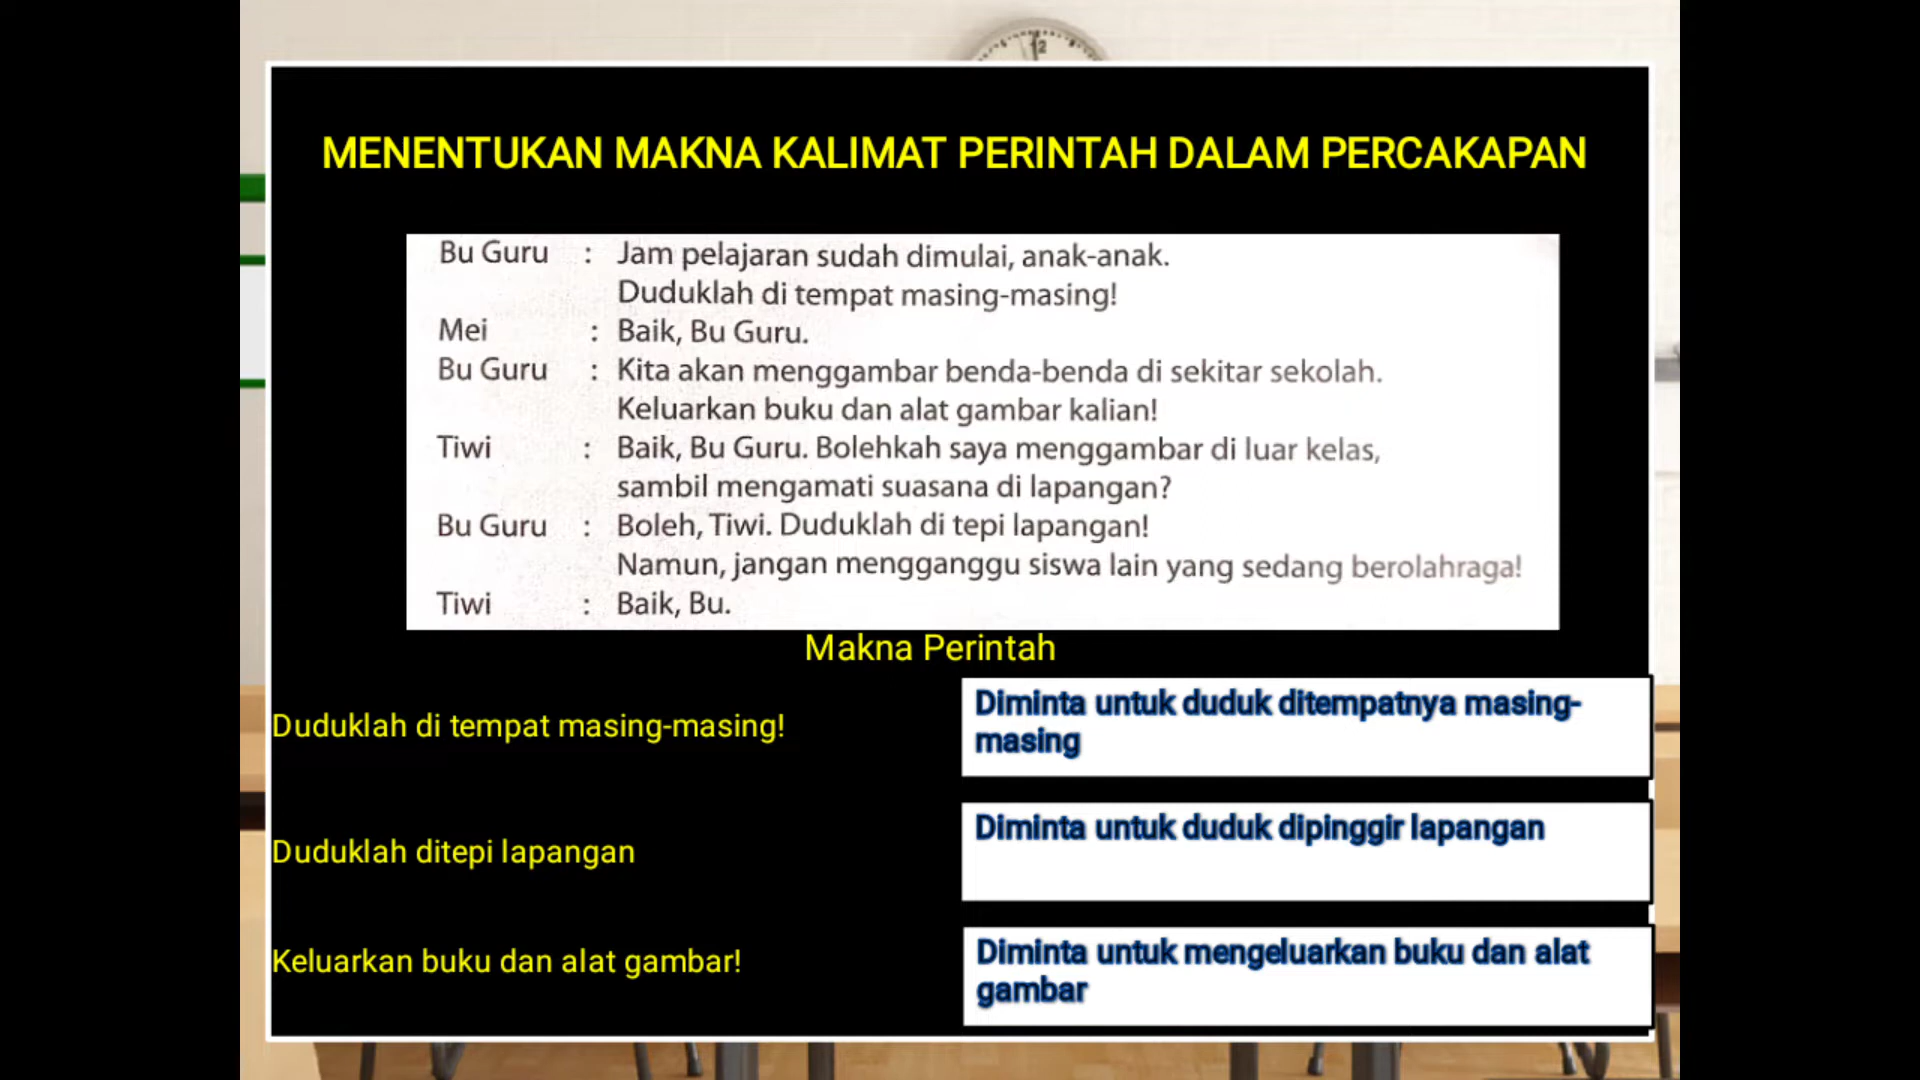 12
MENENTUKAN MAKNA KALIMAT PERINTAH DALAM PERCAKAPAN
Bu Guru : Jam pelajaran sudah dimulai, anak-anak.
Duduklah di tempat masing-masing!
Mei : Baik, Bu Guru.
Bu Guru : Kita akan menggambar benda-benda di sekitar sekolah.
Keluarkan buku dan alat gambar kalian!
Tiwi : Baik, Bu Guru. Bolehkah saya menggambar di luar kelas,
sambil mengamati suasana di lapangan?
Bu Guru : Boleh, Tiwi. Duduklah di tepi lapangan!
Namun, jangan mengganggu siswa lain yang sedang berolahraga!
Tiwi : Baik, Bu.
Makna Perintah
Duduklah di tempat masing-masing!
Diminta untuk duduk ditempatnya masing-
masing
Duduklah ditepi lapangan
Diminta untuk duduk dipinggir lapangan
Keluarkan buku dan alat gambar!
Diminta untuk mengeluarkan buku dan alat
gambar